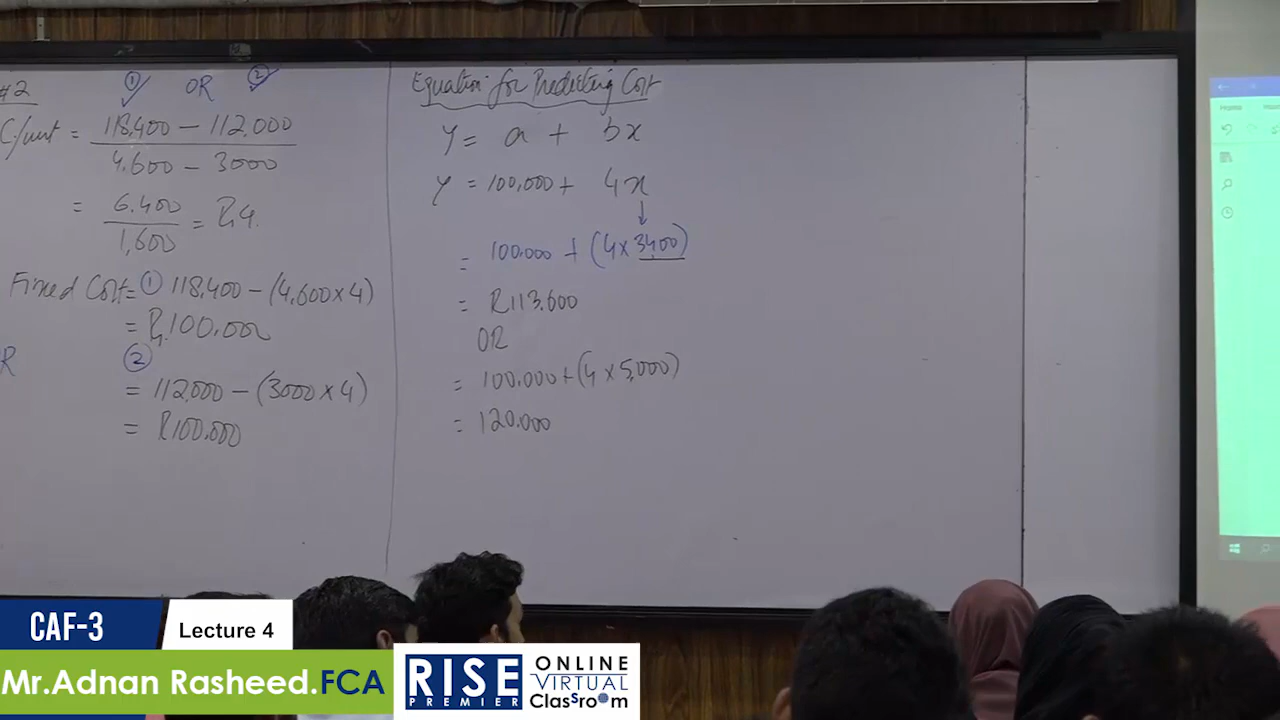 #2
① OR ②
C/unit = 118,400 – 112,000
4,600 – 3000
= 6,400 = R.4
1,600
Fixed Cost = ① 118,400 – (4,600 x 4)
= R.100,000
R ②
= 112,000 – (3000 x 4)
= R100,000
Equation for Predicting Cost
y = a + bx
y = 100,000 + 4x
= 100,000 + (4 x 3400)
= R113,600
OR
= 100,000 + (4 x 5,000)
= 120,000
Home
CAF-3
Lecture 4
Mr.Adnan Rasheed.FCA
RISE
PREMIER
ONLINE
VIRTUAL
ClassroOm